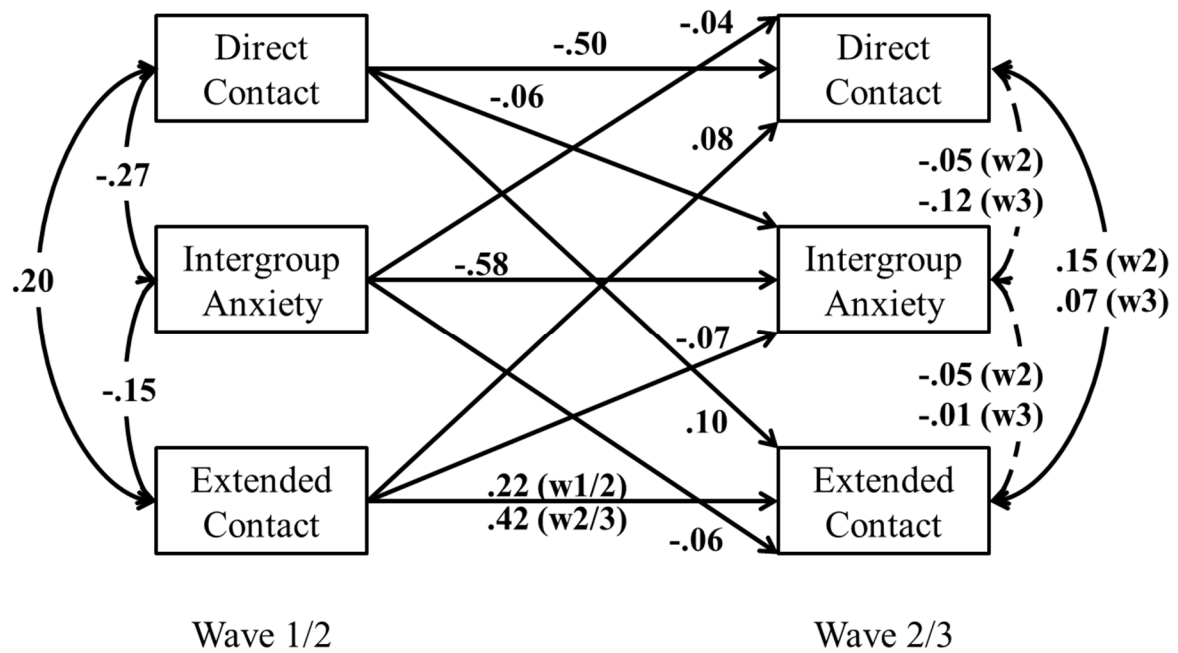 Direct
Contact
-.50
-.04
Direct
Contact
-.06
.08
-.27
-.05 (w2)
-.12 (w3)
.20
Intergroup
Anxiety
-.58
Intergroup
Anxiety
.15 (w2)
.07 (w3)
-.07
-.15
-.05 (w2)
-.01 (w3)
.10
Extended
Contact
.22 (w1/2)
.42 (w2/3)
-.06
Extended
Contact
Wave 1/2
Wave 2/3